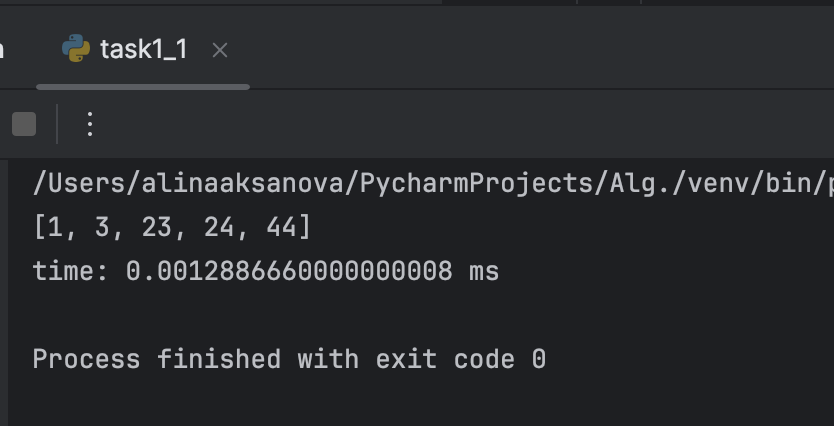 task1_1
/Users/alinaaksanova/PycharmProjects/Alg./venv/bin/
[1, 3, 23, 24, 44]
time: 0.0012886660000000008 ms
Process finished with exit code 0